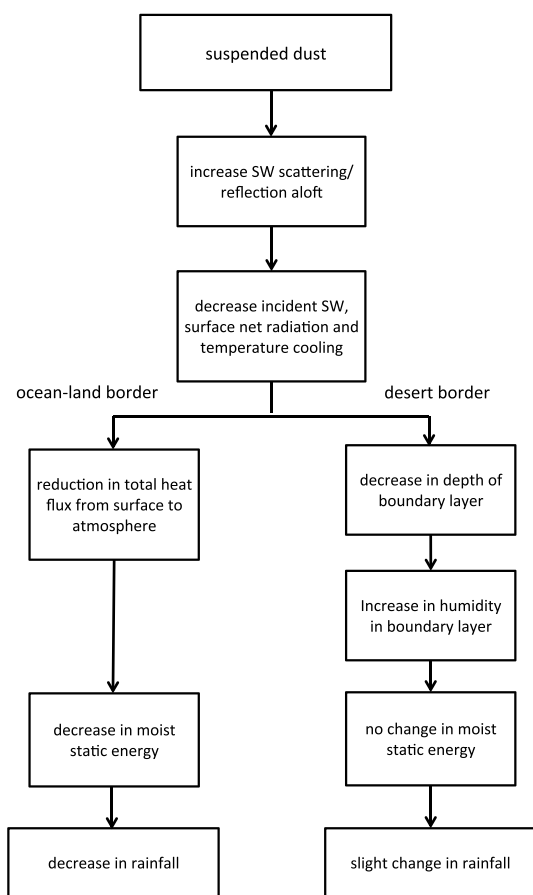 suspended dust
increase SW scattering/
reflection aloft
decrease incident SW,
surface net radiation and
temperature cooling
ocean-land border
desert border
reduction in total heat
flux from surface to
atmosphere
decrease in moist
static energy
decrease in rainfall
decrease in depth of
boundary layer
Increase in humidity
in boundary layer
no change in moist
static energy
slight change in rainfall